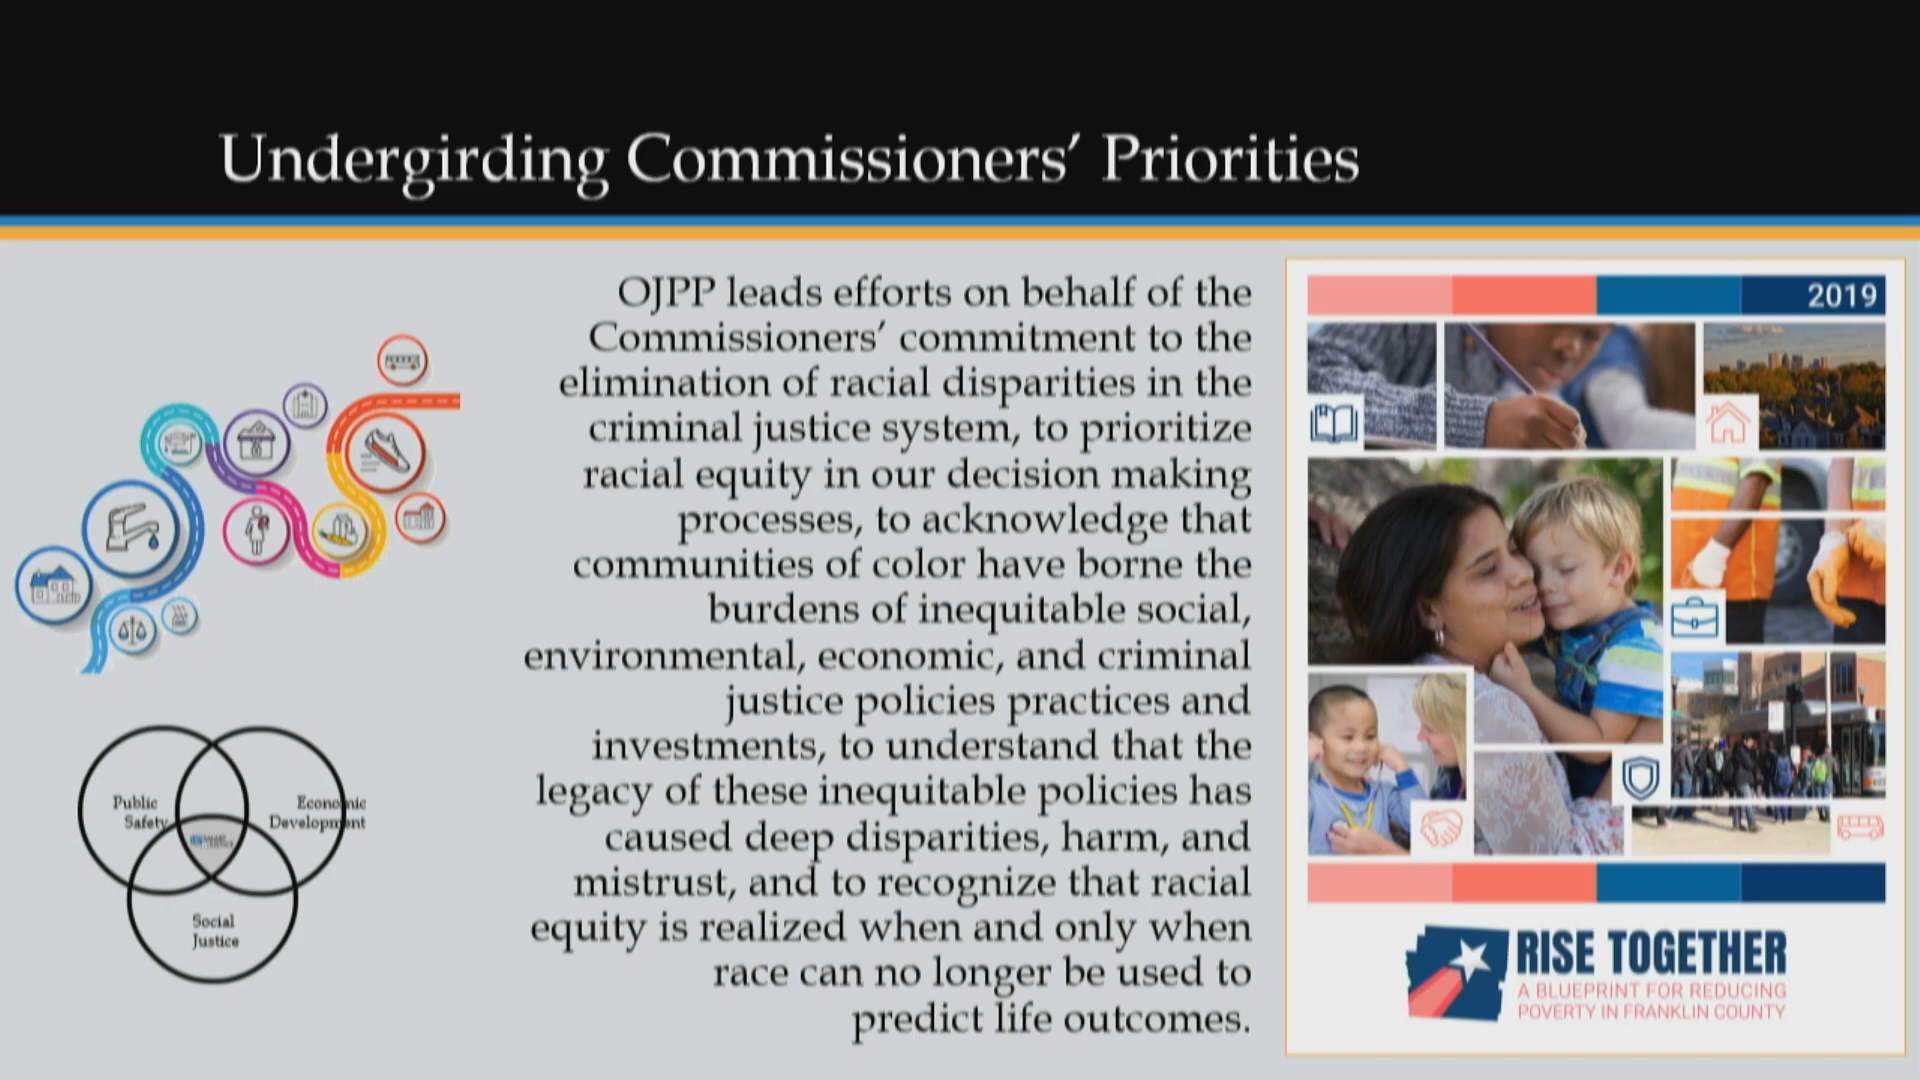 Undergirding Commissioners’ Priorities
OJPP leads efforts on behalf of the
Commissioners’ commitment to the
elimination of racial disparities in the
criminal justice system, to prioritize
racial equity in our decision making
processes, to acknowledge that
communities of color have borne the
burdens of inequitable social,
environmental, economic, and criminal
justice policies practices and
investments, to understand that the
legacy of these inequitable policies has
caused deep disparities, harm, and
mistrust, and to recognize that racial
equity is realized when and only when
race can no longer be used to
predict life outcomes.
Public
Safety
Economic
Development
Social
Justice
2019
RISE TOGETHER
A BLUEPRINT FOR REDUCING
POVERTY IN FRANKLIN COUNTY